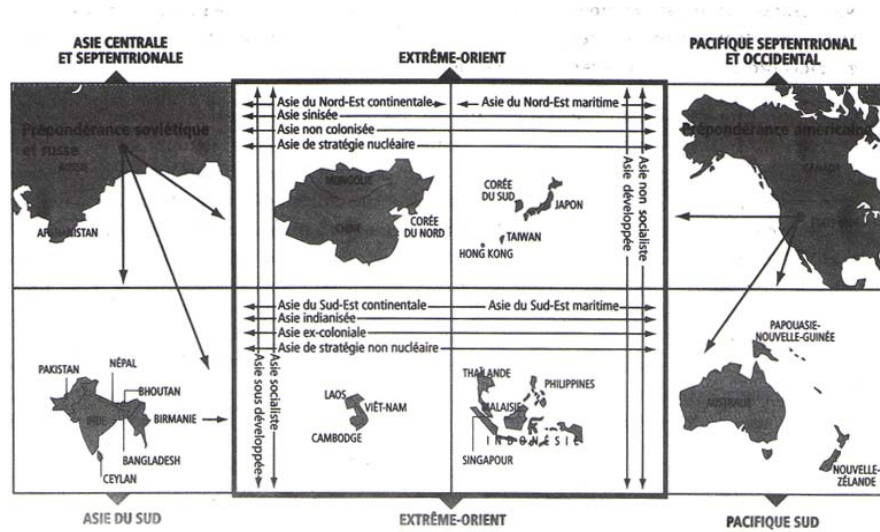 ASIE CENTRALE
ET SEPTENTRIONALE
EXTRÊME-ORIENT
PACIFIQUE SEPTENTRIONAL
ET OCCIDENTAL
Prépondérance soviétique
et russe
RUSSIE
AFGHANISTAN
Asie du Nord-Est continentale
Asie du Nord-Est maritime
Asie sinisée
Asie non colonisée
Asie de stratégie nucléaire
MONGOLIE
CHINE
CORÉE
DU NORD
CORÉE
DU SUD
JAPON
TAIWAN
HONG KONG
Asie non socialiste
Asie développée
Prépondérance américaine
CANADA
PAKISTAN
NÉPAL
BHOUTAN
INDE
BIRMANIE
BANGLADESH
CEYLAN
Asie du Sud-Est continentale
Asie du Sud-Est maritime
Asie indianisée
Asie ex-coloniale
Asie de stratégie non nucléaire
Asie socialiste
Asie sous développée
LAOS
VIÊT-NAM
CAMBODGE
THAÏLANDE
PHILIPPINES
MALAISIE
INDONÉSIE
SINGAPOUR
PAPOUASIE-
NOUVELLE-GUINÉE
AUSTRALIE
NOUVELLE-
ZÉLANDE
ASIE DU SUD
EXTRÊME-ORIENT
PACIFIQUE SUD